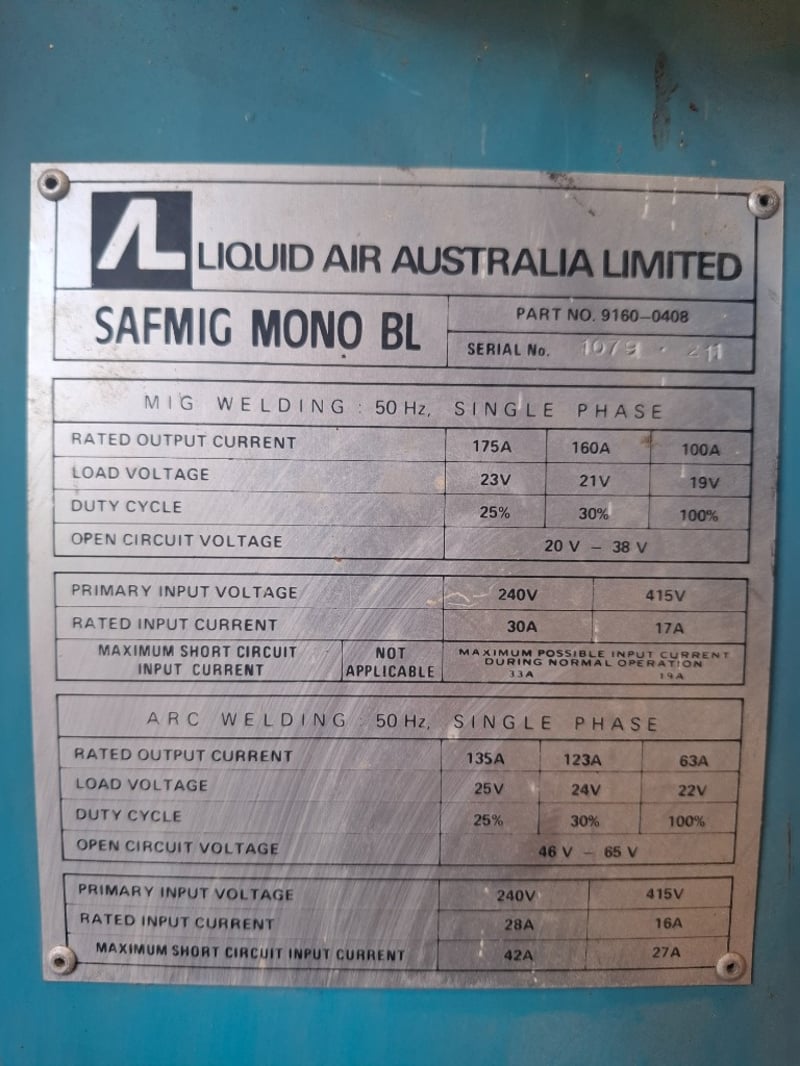 AL LIQUID AIR AUSTRALIA LIMITED
SAFMIG MONO BL
PART NO. 9160-0408
SERIAL No. 1079 · 211
MIG WELDING : 50 Hz, SINGLE PHASE
RATED OUTPUT CURRENT 175A 160A 100A
LOAD VOLTAGE 23V 21V 19V
DUTY CYCLE 25% 30% 100%
OPEN CIRCUIT VOLTAGE 20 V – 38 V
PRIMARY INPUT VOLTAGE 240V 415V
RATED INPUT CURRENT 30A 17A
MAXIMUM SHORT CIRCUIT
INPUT CURRENT
NOT
APPLICABLE
MAXIMUM POSSIBLE INPUT CURRENT
DURING NORMAL OPERATION
33A 19A
ARC WELDING : 50 Hz, SINGLE PHASE
RATED OUTPUT CURRENT 135A 123A 63A
LOAD VOLTAGE 25V 24V 22V
DUTY CYCLE 25% 30% 100%
OPEN CIRCUIT VOLTAGE 46 V – 65 V
PRIMARY INPUT VOLTAGE 240V 415V
RATED INPUT CURRENT 28A 16A
MAXIMUM SHORT CIRCUIT INPUT CURRENT 42A 27A